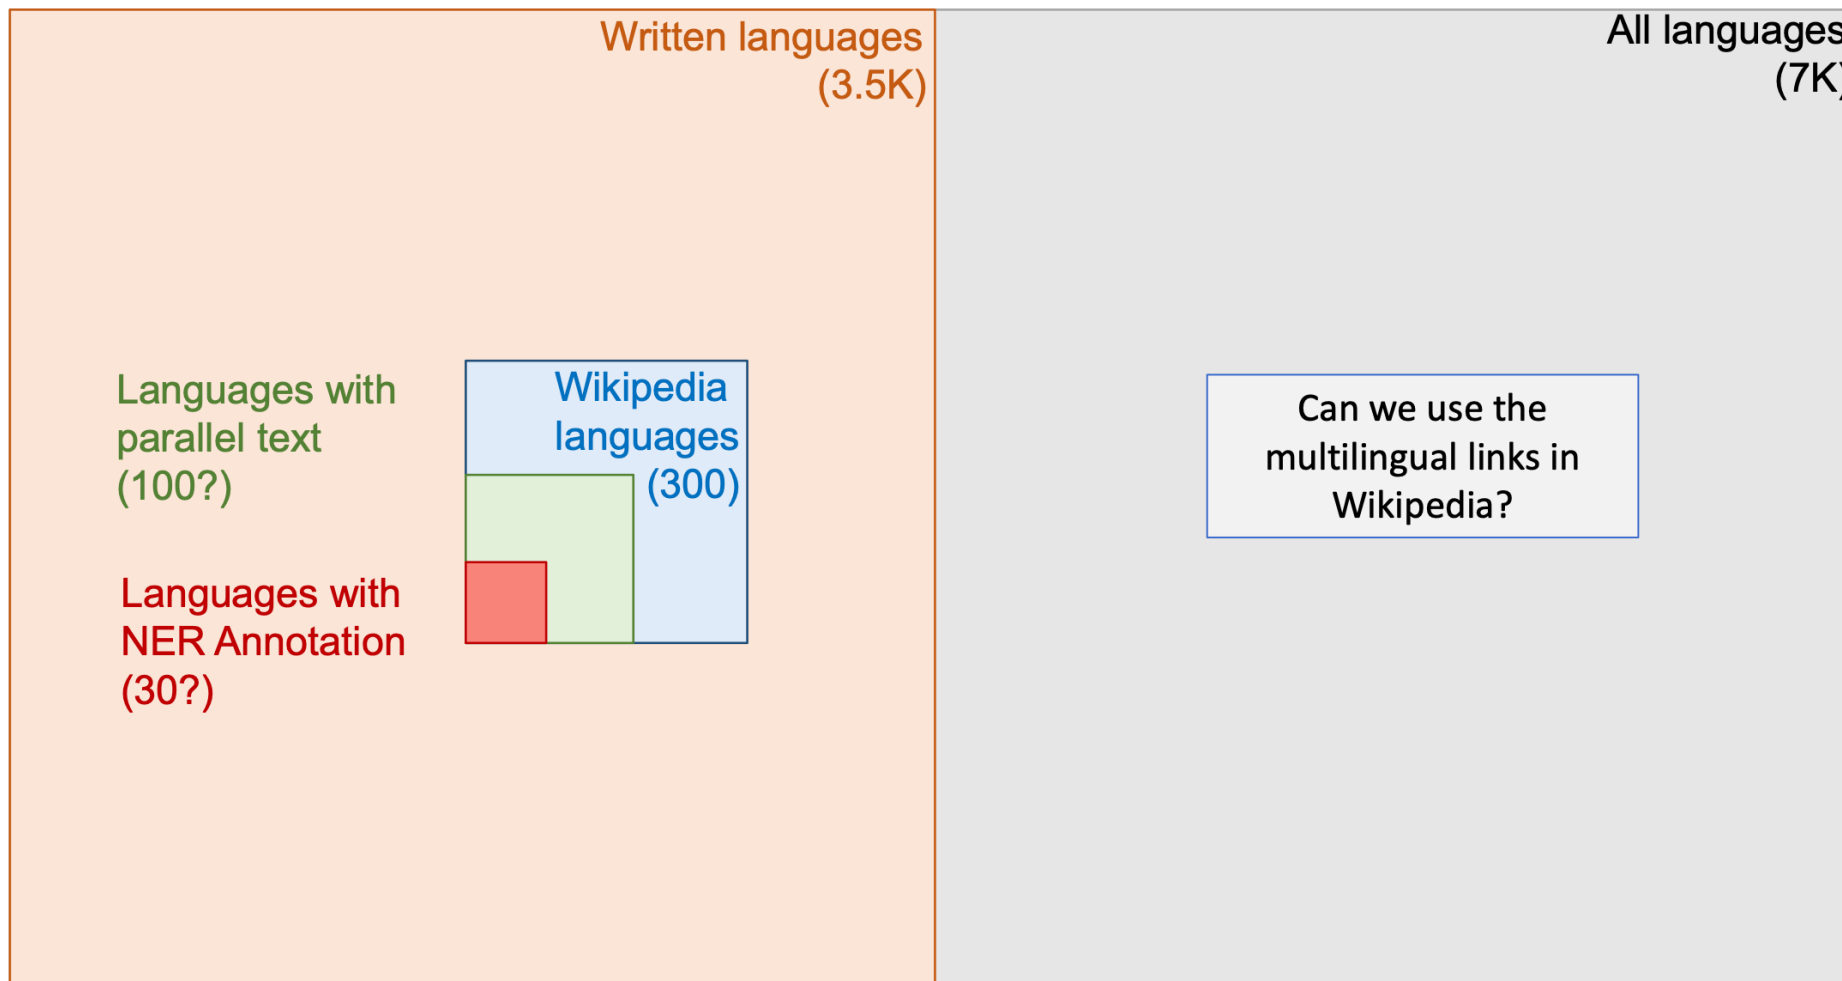 Written languages
(3.5K)
All languages
(7K)
Languages with
parallel text
(100?)
Wikipedia
languages
(300)
Languages with
NER Annotation
(30?)
Can we use the
multilingual links in
Wikipedia?